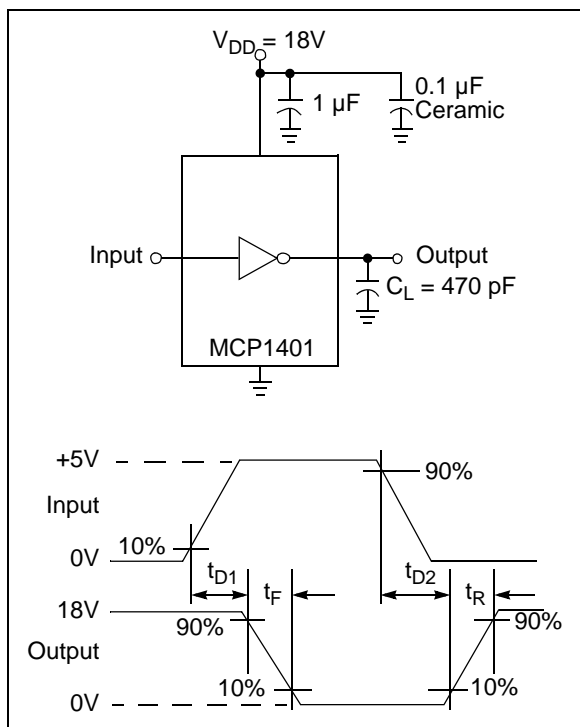 V_DD = 18V
1 µF
0.1 µF
Ceramic
Input
Output
C_L = 470 pF
MCP1401
+5V
Input
0V
10%
90%
t_D1
t_F
t_D2
t_R
18V
90%
90%
Output
10%
10%
0V